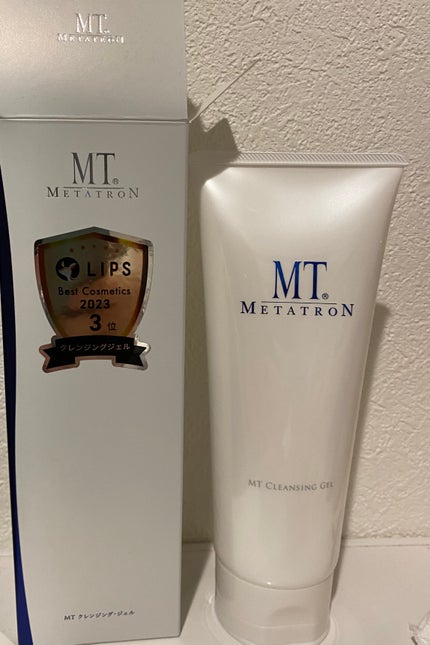 MT®
METATRON
MT®
METATRON
LIPS
Best Cosmetics
2023
3位
クレンジングジェル
MT クレンジング・ジェル
MT®
METATRON
MT CLEANSING GEL